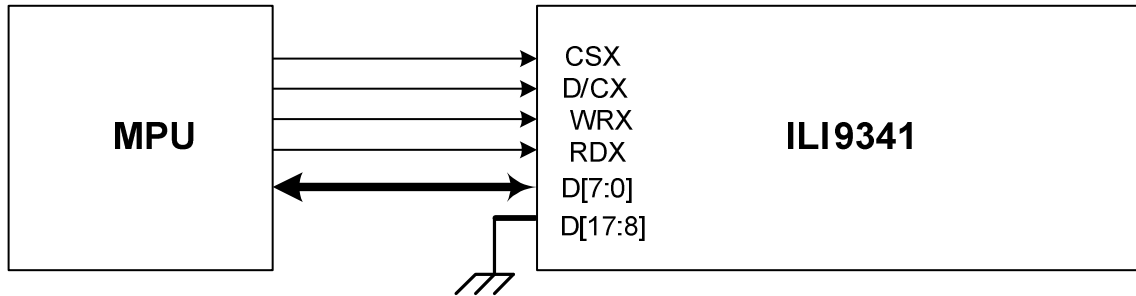 MPU
CSX
D/CX
WRX
RDX
D[7:0]
D[17:8]
ILI9341